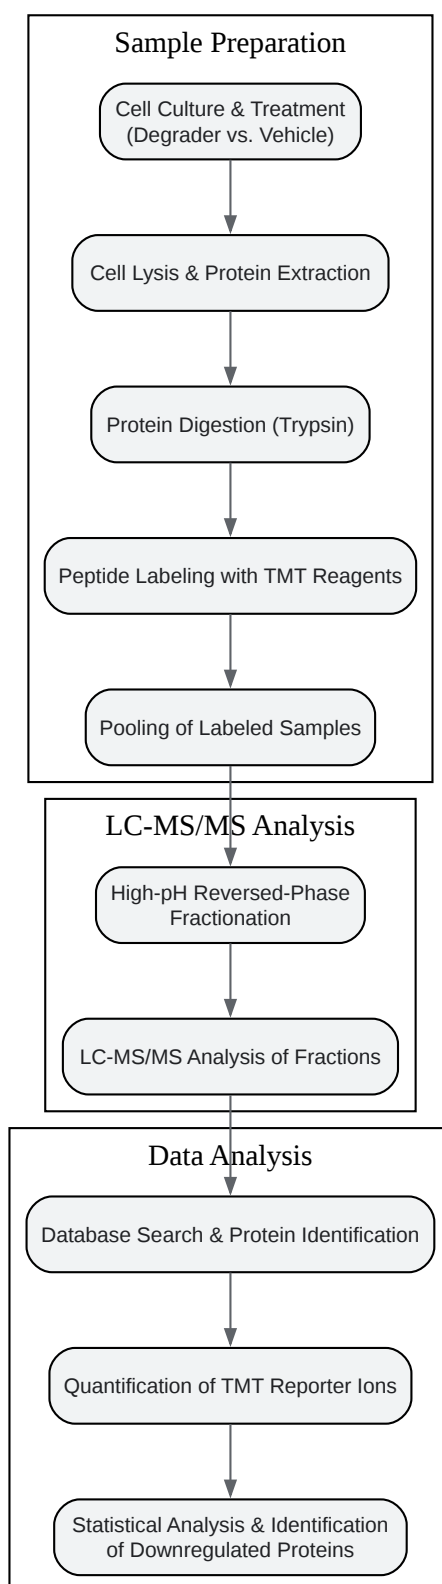 Sample Preparation
Cell Culture & Treatment
(Degrader vs. Vehicle)
Cell Lysis & Protein Extraction
Protein Digestion (Trypsin)
Peptide Labeling with TMT Reagents
Pooling of Labeled Samples
LC-MS/MS Analysis
High-pH Reversed-Phase
Fractionation
LC-MS/MS Analysis of Fractions
Data Analysis
Database Search & Protein Identification
Quantification of TMT Reporter Ions
Statistical Analysis & Identification
of Downregulated Proteins